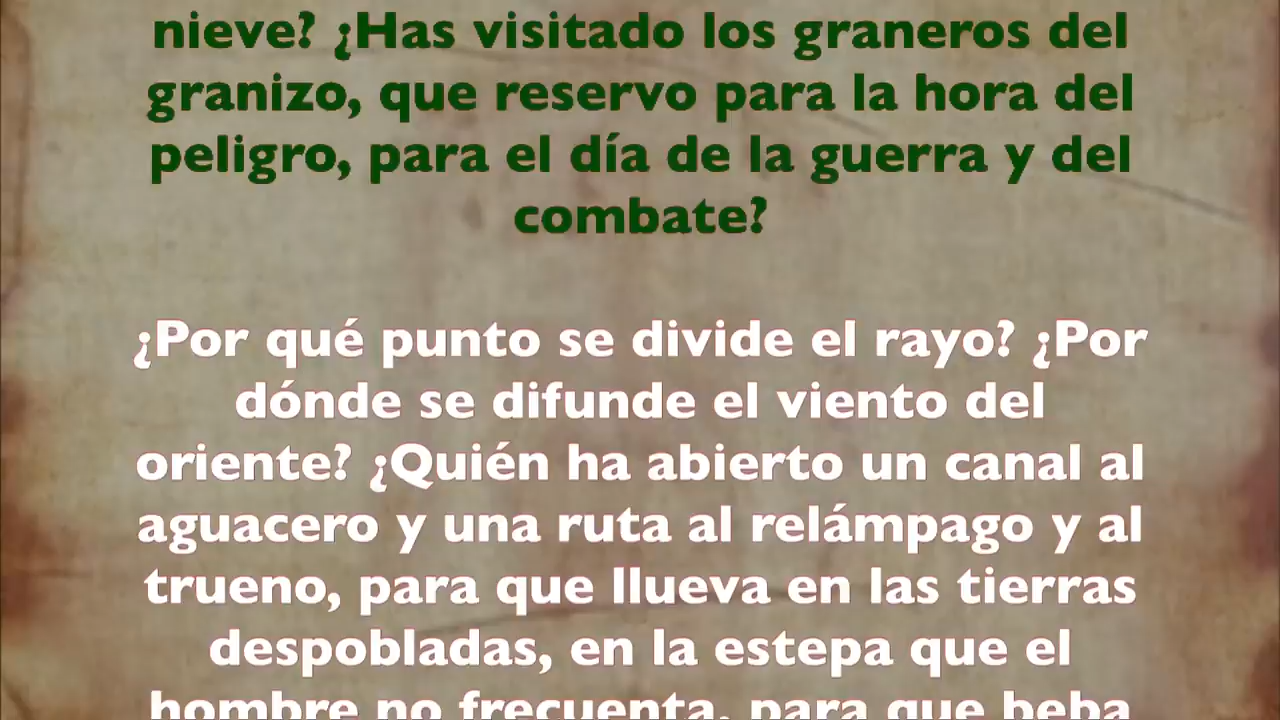 nieve? ¿Has visitado los graneros del
granizo, que reservo para la hora del
peligro, para el día de la guerra y del
combate?
¿Por qué punto se divide el rayo? ¿Por
dónde se difunde el viento del
oriente? ¿Quién ha abierto un canal al
aguacero y una ruta al relámpago y al
trueno, para que llueva en las tierras
despobladas, en la estepa que el
hombre no frecuenta, para que beba